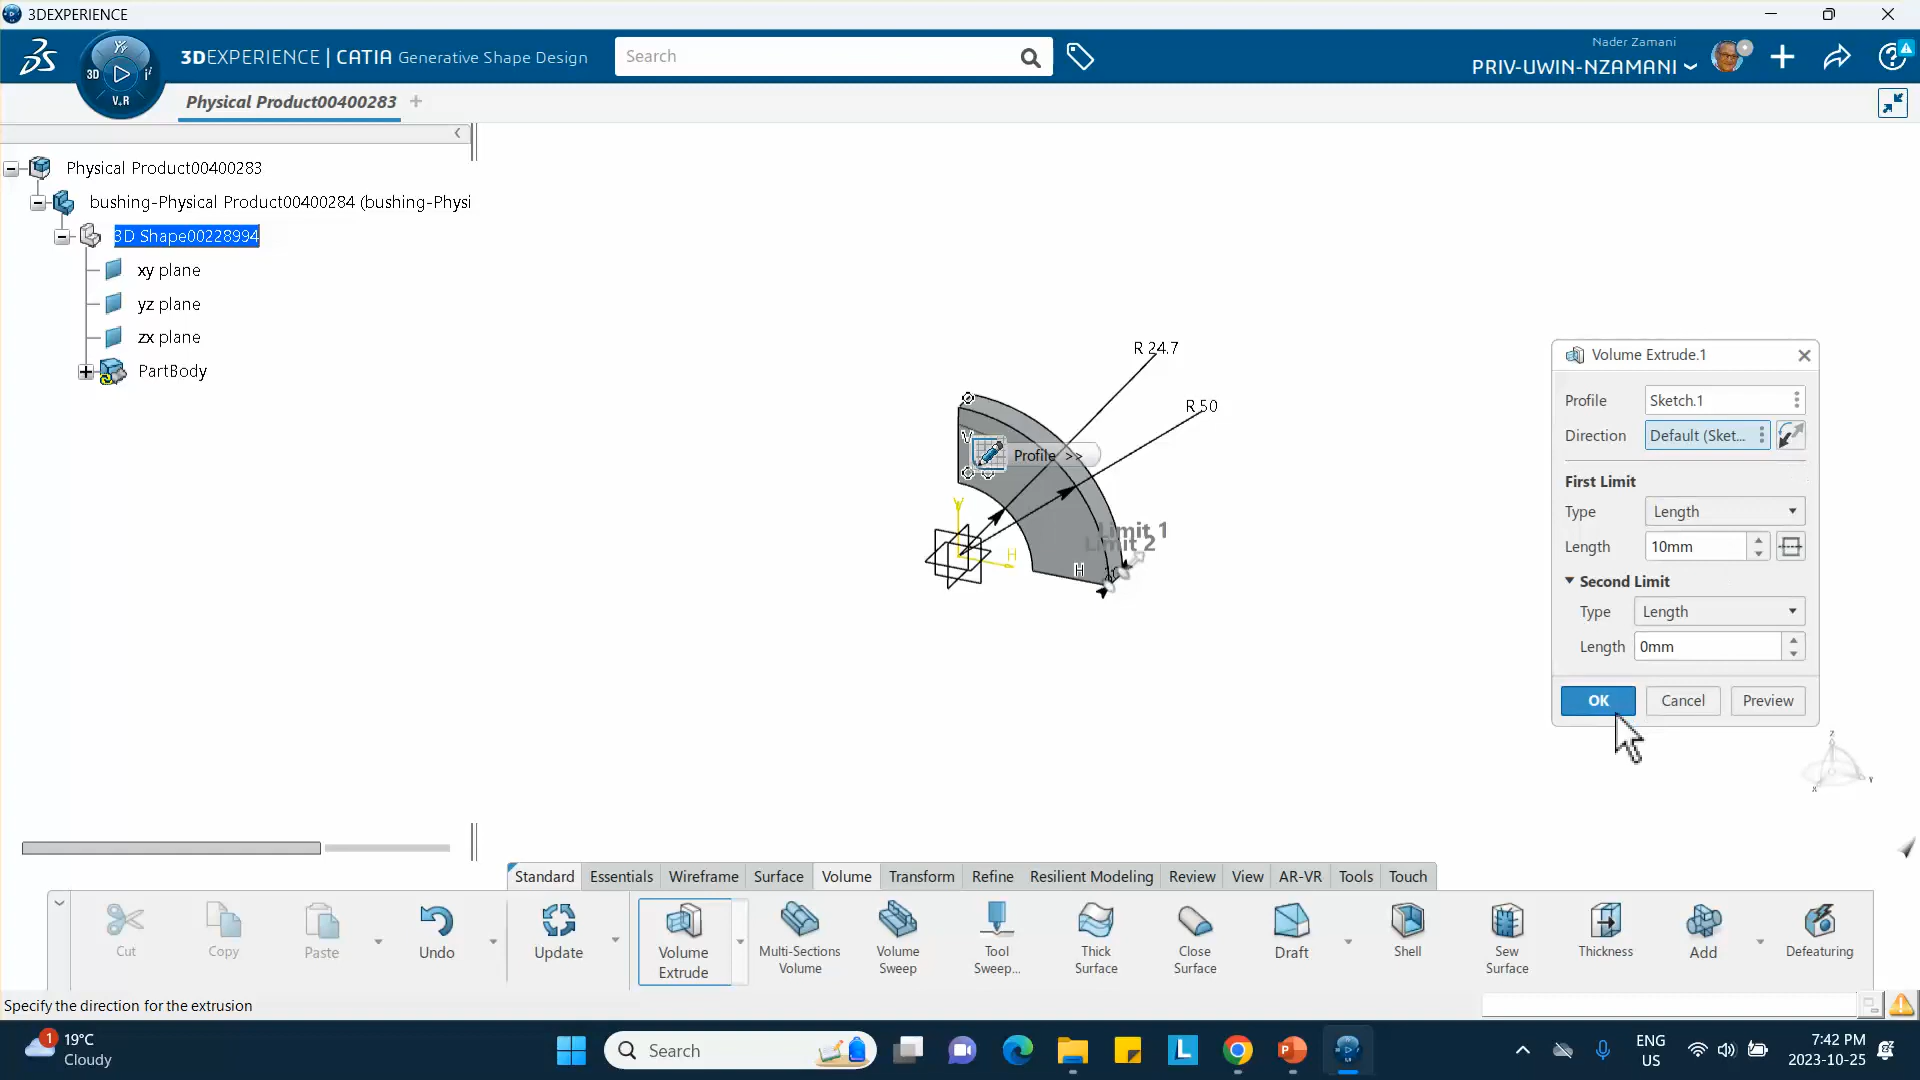 3DEXPERIENCE
3DEXPERIENCE | CATIA Generative Shape Design
Search
Nader Zamani
PRIV-UWIN-NZAMANI
3D
V.R
Physical Product00400283
Physical Product00400283
bushing-Physical Product00400284 (bushing-Physi
3D Shape00228994
xy plane
yz plane
zx plane
PartBody
R 24.7
R 50
V
Profile >>
V
H
H
Limit 1
Limit 2
Volume Extrude.1
Profile Sketch.1
Direction Default (Sket...
First Limit
Type Length
Length 10mm
Second Limit
Type Length
Length 0mm
OK Cancel Preview
Standard Essentials Wireframe Surface Volume Transform Refine Resilient Modeling Review View AR-VR Tools Touch
Cut
Copy
Paste
Undo
Update
Volume Extrude
Multi-Sections Volume
Volume Sweep
Tool Sweep...
Thick Surface
Close Surface
Draft
Shell
Sew Surface
Thickness
Add
Defeaturing
Specify the direction for the extrusion
1
19°C
Cloudy
Search
L
ENG
US
7:42 PM
2023-10-25